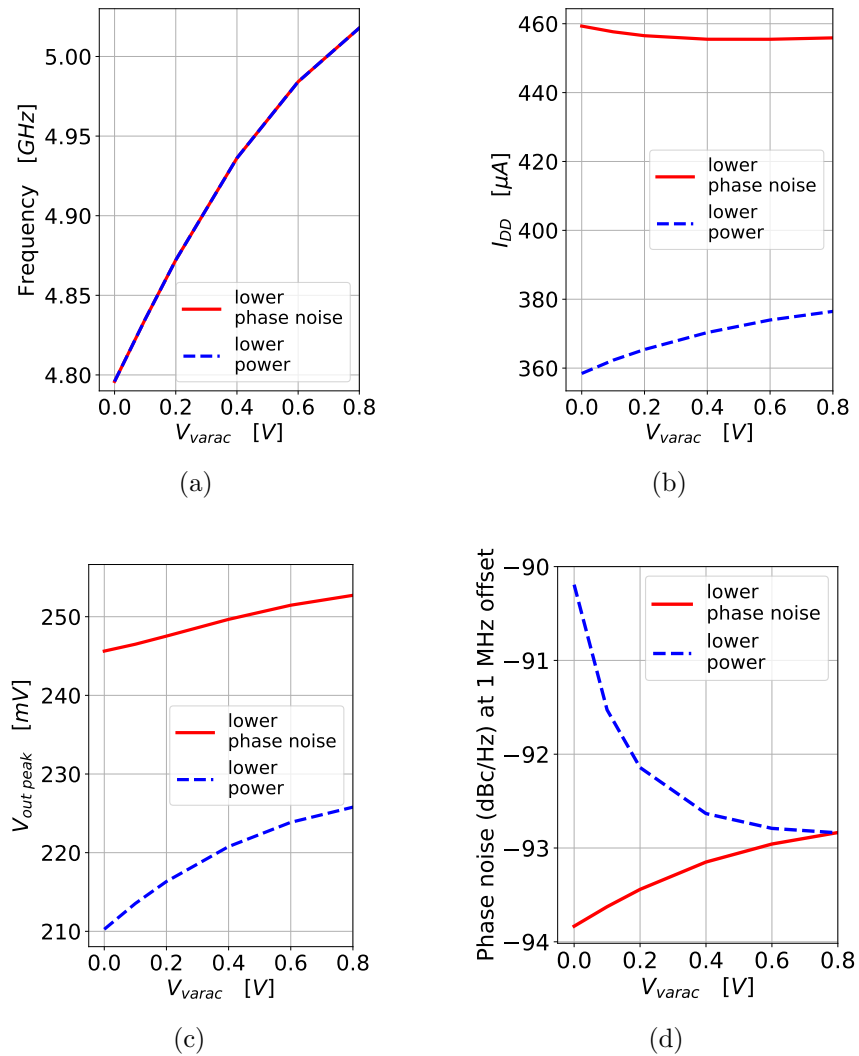 5.00
4.95
4.90
4.85
4.80
Frequency [GHz]
lower
phase noise
lower
power
0.0 0.2 0.4 0.6 0.8
V_varac [V]
(a)
460
440
420
400
380
360
I_DD [μA]
lower
phase noise
lower
power
0.0 0.2 0.4 0.6 0.8
V_varac [V]
(b)
250
240
230
220
210
V_out peak [mV]
lower
phase noise
lower
power
0.0 0.2 0.4 0.6 0.8
V_varac [V]
(c)
−90
−91
−92
−93
−94
Phase noise (dBc/Hz) at 1 MHz offset
lower
phase noise
lower
power
0.0 0.2 0.4 0.6 0.8
V_varac [V]
(d)